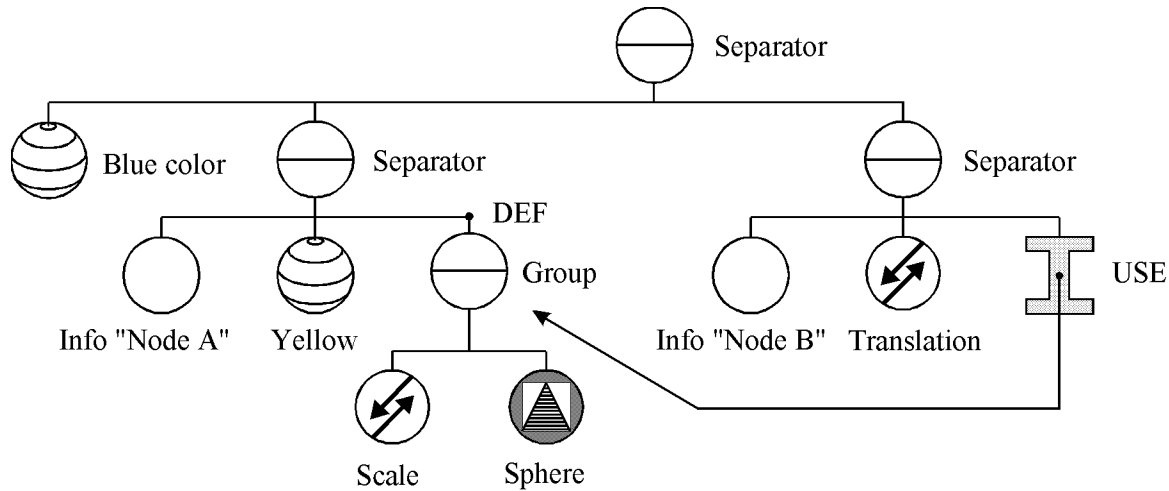 Separator
Blue color
Separator
Separator
DEF
Group
USE
Info "Node A"
Yellow
Info "Node B"
Translation
Scale
Sphere